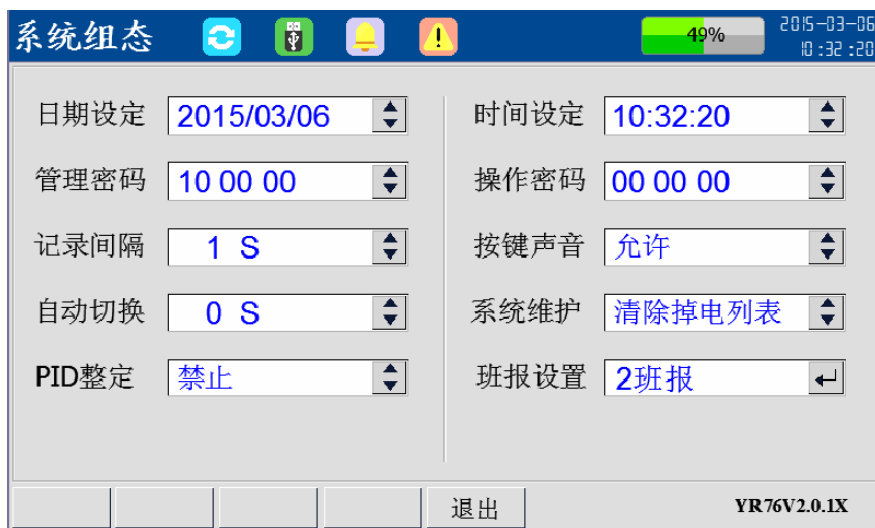 系统组态
49%
2015-03-06
10:32:20
日期设定 2015/03/06
时间设定 10:32:20
管理密码 10 00 00
操作密码 00 00 00
记录间隔 1 S
按键声音 允许
自动切换 0 S
系统维护 清除掉电列表
PID整定 禁止
班报设置 2班报
退出
YR76V2.0.1X